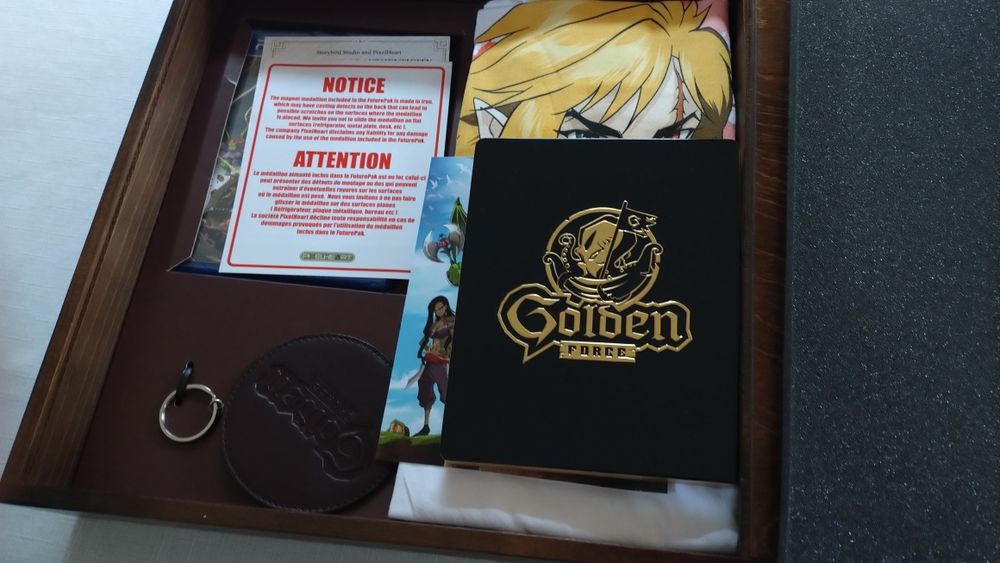 Storybird Studio and PixelHeart
NOTICE
The magnet medallion included in the FuturePak is made in iron,
which may have casting defects on the back that can lead to
possible scratches on the surfaces where the medallion
is placed. We invite you not to slide the medallion on flat
surfaces (refrigerator, metal plate, desk, etc ).
The company PixelHeart disclaims any liability for any damage
caused by the use of the medallion included in the FuturePak.
ATTENTION
Le médaillon aimanté inclus dans le FuturePak est en fer, celui-ci
peut présenter des défauts de moulage au dos qui peuvent
entraîner d'éventuelles rayures sur les surfaces
où le médaillon est posé. Nous vous invitons à ne pas faire
glisser le médaillon sur des surfaces planes
( Réfrigérateur, plaque métallique, bureau etc )
La société PixelHeart décline toute responsabilité en cas de
dommages provoqués par l'utilisation du médaillon
inclus dans le FuturePak.
PIXELHEART
Golden
FORCE